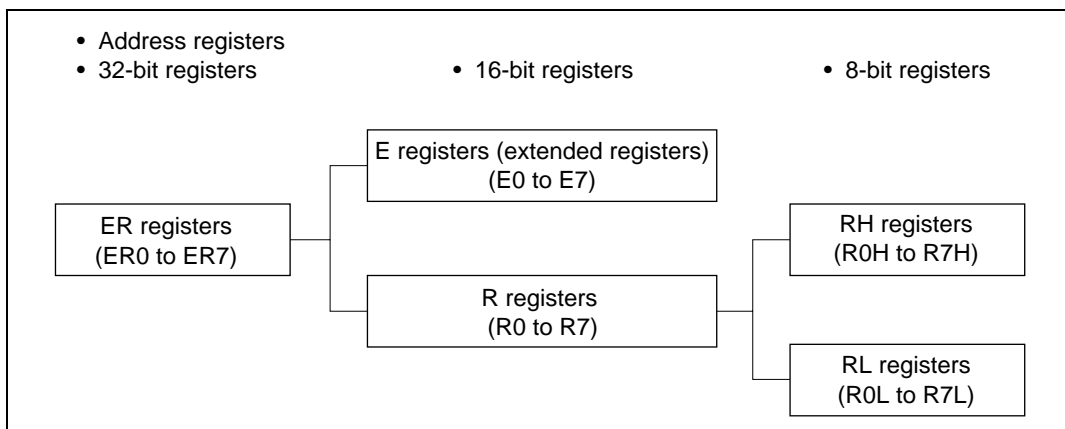 • Address registers
• 32-bit registers
• 16-bit registers
• 8-bit registers
E registers (extended registers)
(E0 to E7)
ER registers
(ER0 to ER7)
RH registers
(R0H to R7H)
R registers
(R0 to R7)
RL registers
(R0L to R7L)